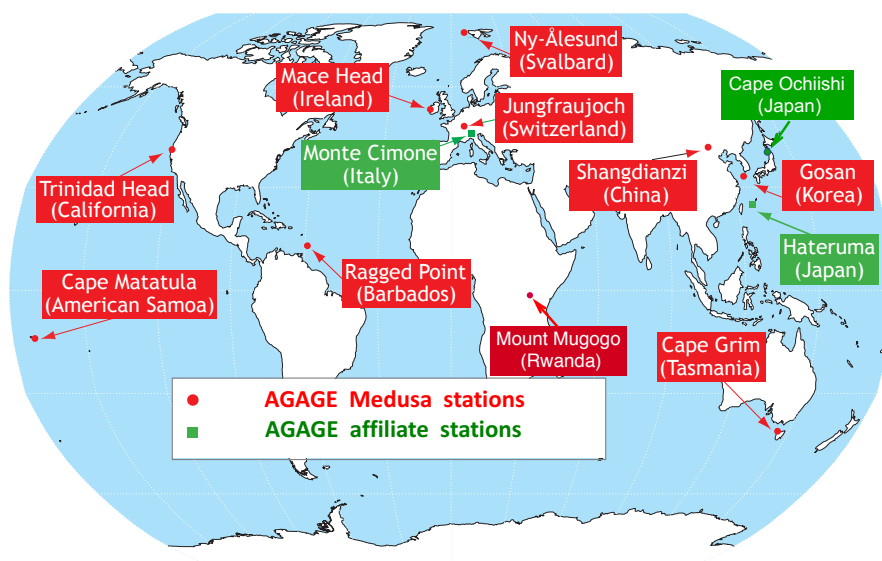 Ny-Ålesund
(Svalbard)
Mace Head
(Ireland)
Jungfraujoch
(Switzerland)
Cape Ochiishi
(Japan)
Monte Cimone
(Italy)
Trinidad Head
(California)
Shangdianzi
(China)
Gosan
(Korea)
Hateruma
(Japan)
Cape Matatula
(American Samoa)
Ragged Point
(Barbados)
Mount Mugogo
(Rwanda)
Cape Grim
(Tasmania)
AGAGE Medusa stations
AGAGE affiliate stations